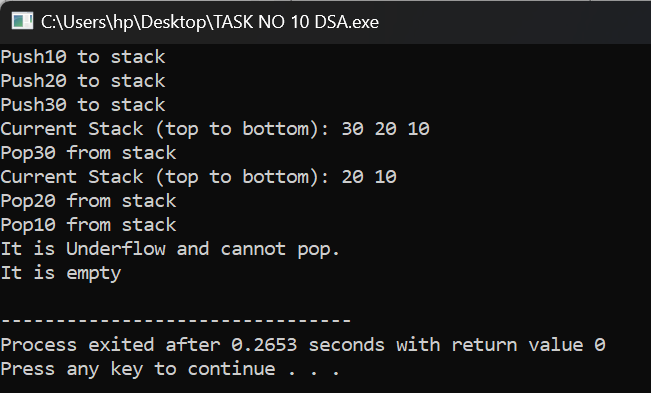 C:\Users\hp\Desktop\TASK NO 10 DSA.exe
Push10 to stack
Push20 to stack
Push30 to stack
Current Stack (top to bottom): 30 20 10
Pop30 from stack
Current Stack (top to bottom): 20 10
Pop20 from stack
Pop10 from stack
It is Underflow and cannot pop.
It is empty
--------------------------------
Process exited after 0.2653 seconds with return value 0
Press any key to continue . . .